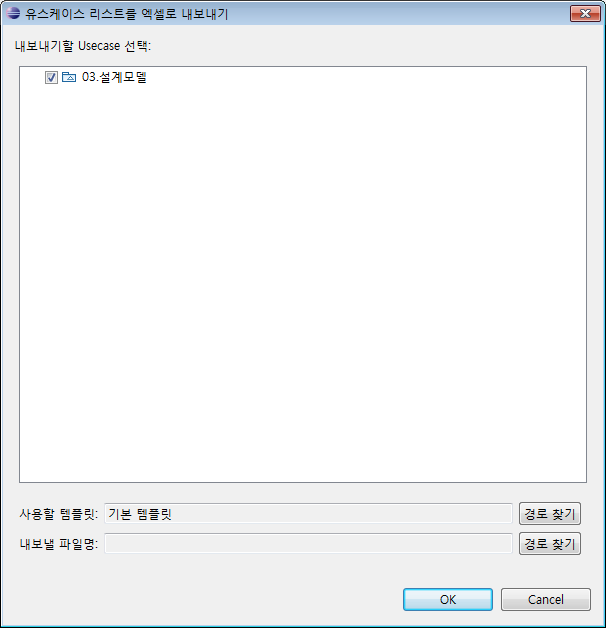 유스케이스 리스트를 엑셀로 내보내기
내보내기할 Usecase 선택:
03.설계모델
사용할 템플릿: 기본 템플릿 경로 찾기
내보낼 파일명: 경로 찾기
OK Cancel